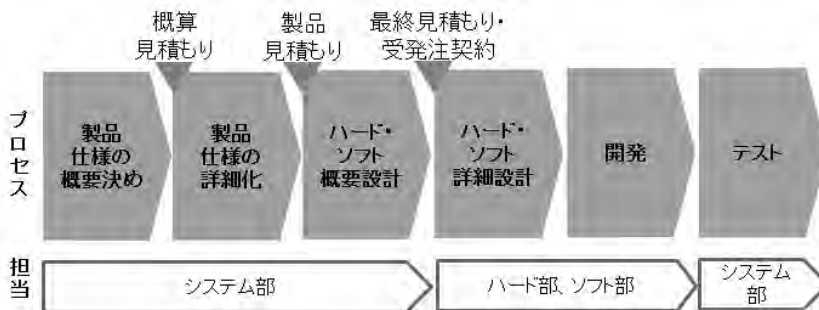 概算
見積もり
製品
見積もり
最終見積もり・
受発注契約
プロセス
製品
仕様の
概要決め
製品
仕様の
詳細化
ハード・
ソフト
概要設計
ハード・
ソフト
詳細設計
開発
テスト
担当
システム部
ハード部、ソフト部
システム
部